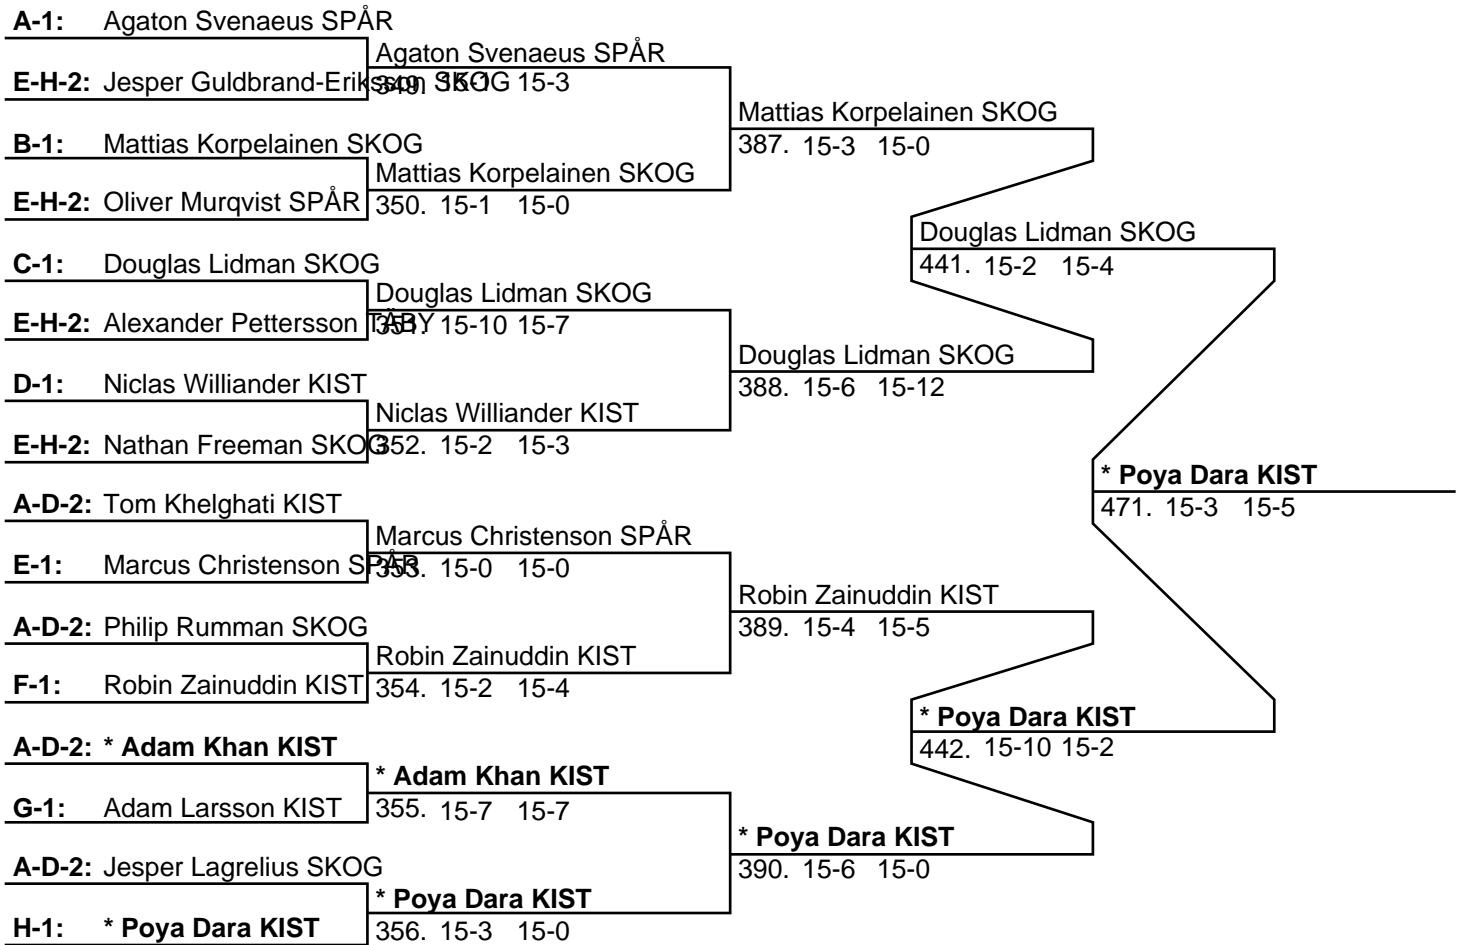 A-1: Agaton Svenaeus SPÅR
Agaton Svenaeus SPÅR
E-H-2: Jesper Guldbrand-Eriksson SKOG
349. 15-1 15-3
Mattias Korpelainen SKOG
387. 15-3 15-0
B-1: Mattias Korpelainen SKOG
Mattias Korpelainen SKOG
E-H-2: Oliver Murqvist SPÅR
350. 15-1 15-0
Douglas Lidman SKOG
441. 15-2 15-4
C-1: Douglas Lidman SKOG
Douglas Lidman SKOG
E-H-2: Alexander Pettersson TÄBY
351. 15-10 15-7
Douglas Lidman SKOG
388. 15-6 15-12
D-1: Niclas Williander KIST
Niclas Williander KIST
E-H-2: Nathan Freeman SKOG
352. 15-2 15-3
* Poya Dara KIST
471. 15-3 15-5
A-D-2: Tom Khelghati KIST
Marcus Christenson SPÅR
E-1: Marcus Christenson SPÅR
353. 15-0 15-0
Robin Zainuddin KIST
389. 15-4 15-5
A-D-2: Philip Rumman SKOG
Robin Zainuddin KIST
F-1: Robin Zainuddin KIST
354. 15-2 15-4
* Poya Dara KIST
442. 15-10 15-2
A-D-2: * Adam Khan KIST
* Adam Khan KIST
G-1: Adam Larsson KIST
355. 15-7 15-7
* Poya Dara KIST
390. 15-6 15-0
A-D-2: Jesper Lagrelius SKOG
* Poya Dara KIST
H-1: * Poya Dara KIST
356. 15-3 15-0